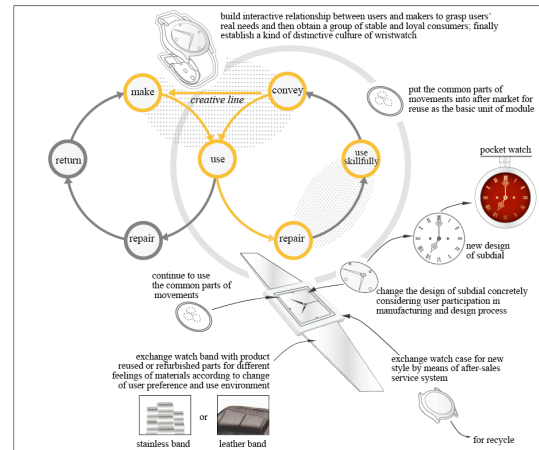 build interactive relationship between users and makers to grasp users'
real needs and then obtain a group of stable and loyal consumers; finally
establish a kind of distinctive culture of wristwatch
make
creative line
convey
put the common parts of
movements into after market for
reuse as the basic unit of module
return
use
use
skillfully
pocket watch
repair
repair
new design
of subdial
continue to use
the common parts of
movements
change the design of subdial concretely
considering user participation in
manufacturing and design process
exchange watch band with product
reused or refurbished parts for different
feelings of materials according to change
of user preference and use environment
exchange watch case for new
style by means of after-sales
service system
or
stainless band
leather band
for recycle